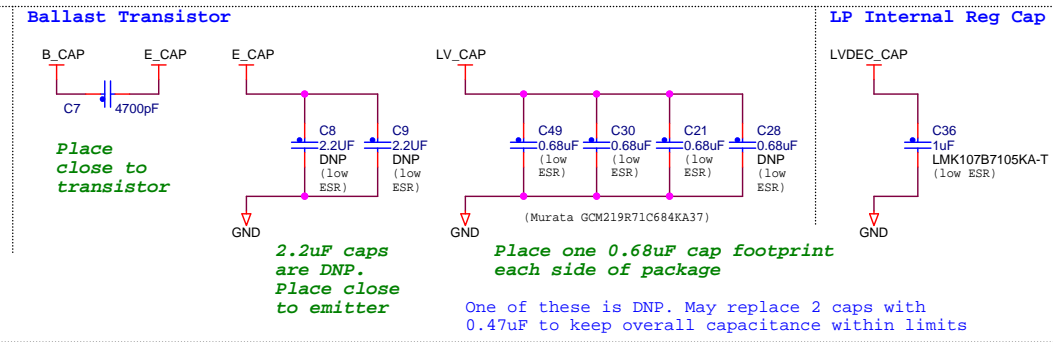 Ballast Transistor
LP Internal Reg Cap
B_CAP
E_CAP
E_CAP
LV_CAP
LVDEC_CAP
C7
4700pF
C8
2.2UF
DNP
(low
ESR)
C9
2.2UF
DNP
(low
ESR)
C49
0.68uF
(low
ESR)
C30
0.68uF
(low
ESR)
C21
0.68uF
(low
ESR)
C28
0.68uF
DNP
(low
ESR)
C36
1uF
LMK107B7105KA-T
(low ESR)
Place
close to
transistor
GND
GND
GND
(Murata GCM219R71C684KA37)
2.2uF caps
are DNP.
Place close
to emitter
Place one 0.68uF cap footprint
each side of package
One of these is DNP. May replace 2 caps with
0.47uF to keep overall capacitance within limits